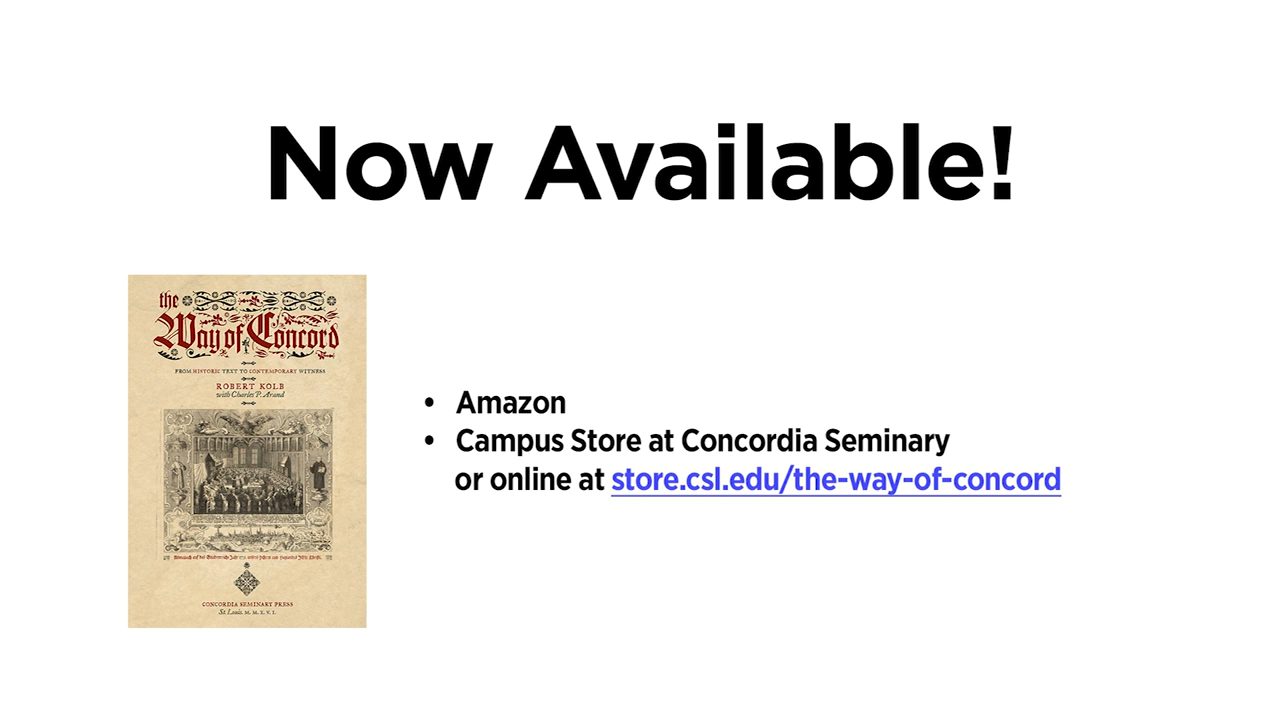 Now Available!
the
Way of Concord
FROM HISTORIC TEXT TO CONTEMPORARY WITNESS
ROBERT KOLB
with Charles P. Arand
CONCORDIA SEMINARY PRESS
St. Louis
• Amazon
• Campus Store at Concordia Seminary
or online at store.csl.edu/the-way-of-concord